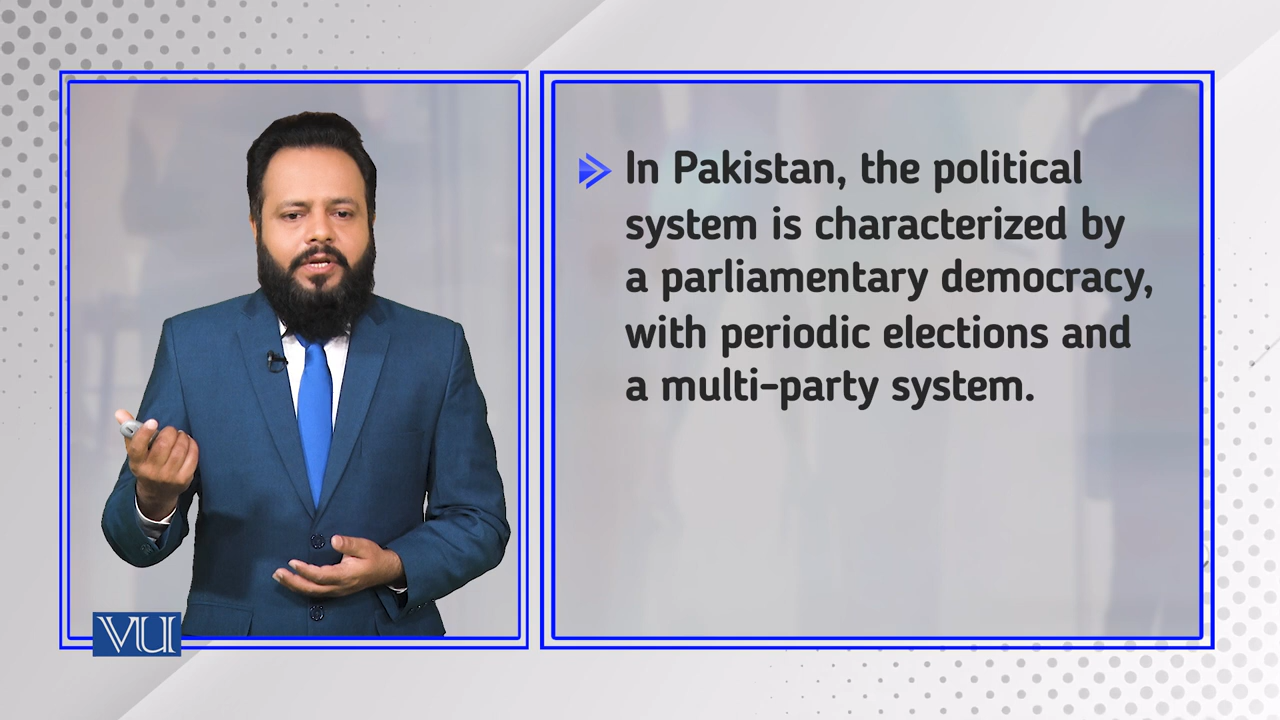 In Pakistan, the political
system is characterized by
a parliamentary democracy,
with periodic elections and
a multi-party system.
VU